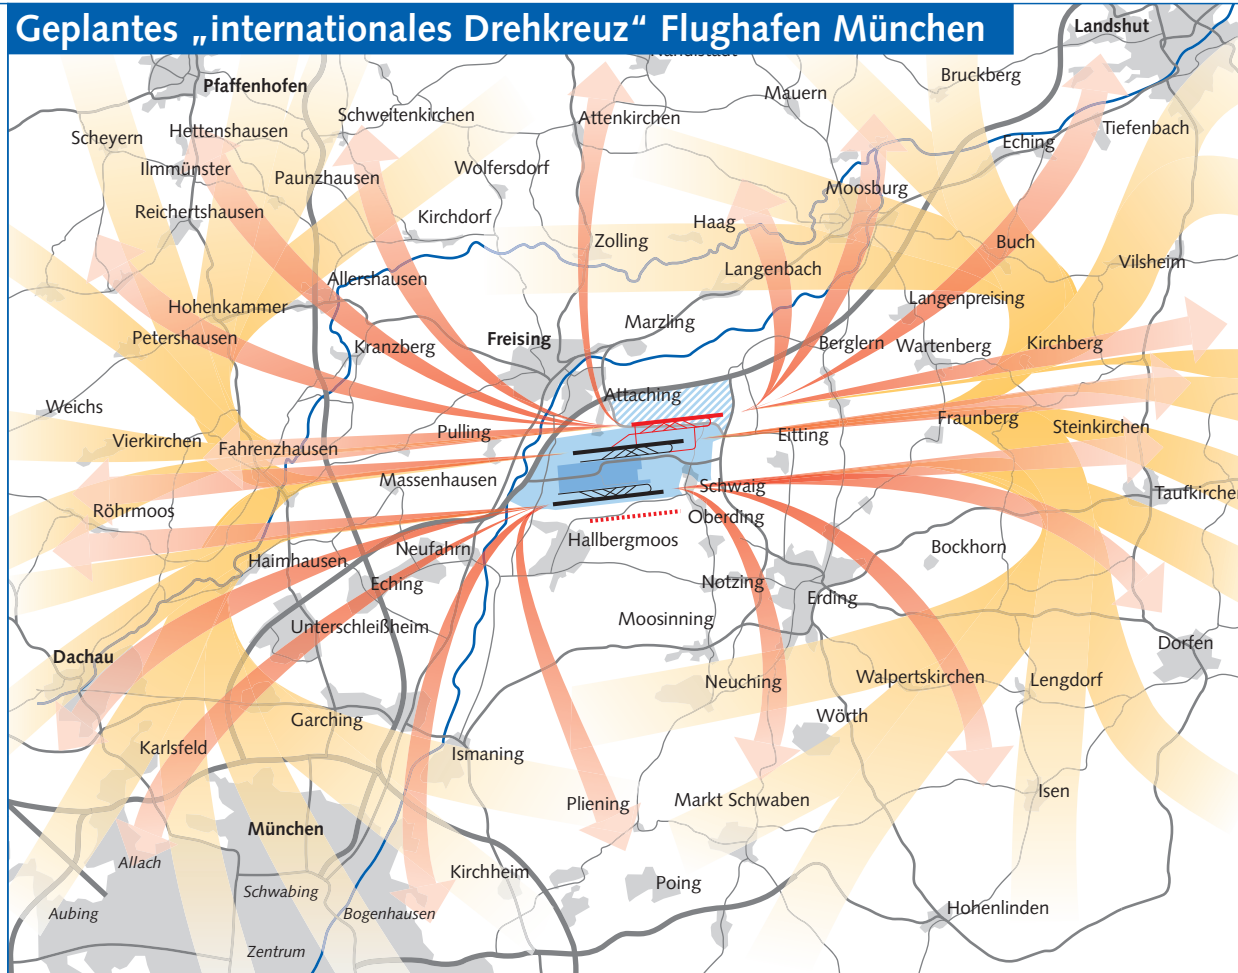 Geplantes „internationales Drehkreuz“ Flughafen München
Landshut
Bruckberg
Pfaffenhofen
Mauern
Schweitenkirchen
Attenkirchen
Scheyern
Hettenshausen
Tiefenbach
Eching
Ilmmünster
Paunzhausen
Wolfersdorf
Moosburg
Reichertshausen
Kirchdorf
Haag
Zolling
Buch
Vilsheim
Allershausen
Langenbach
Langenpreising
Hohenkammer
Marzling
Petershausen
Kranzberg
Freising
Berglern
Wartenberg
Kirchberg
Attaching
Weichs
Fraunberg
Steinkirchen
Vierkirchen
Fahrenzhausen
Pulling
Eitting
Massenhausen
Schwaig
Taufkirchen
Röhrmoos
Oberding
Hallbergmoos
Neufahrn
Bockhorn
Haimhausen
Eching
Notzing
Erding
Moosinning
Unterschleißheim
Dachau
Dorfen
Neuching
Walpertskirchen
Lengdorf
Garching
Wörth
Karlsfeld
Ismaning
Isen
Pliening
Markt Schwaben
München
Allach
Kirchheim
Schwabing
Poing
Aubing
Bogenhausen
Hohenlinden
Zentrum